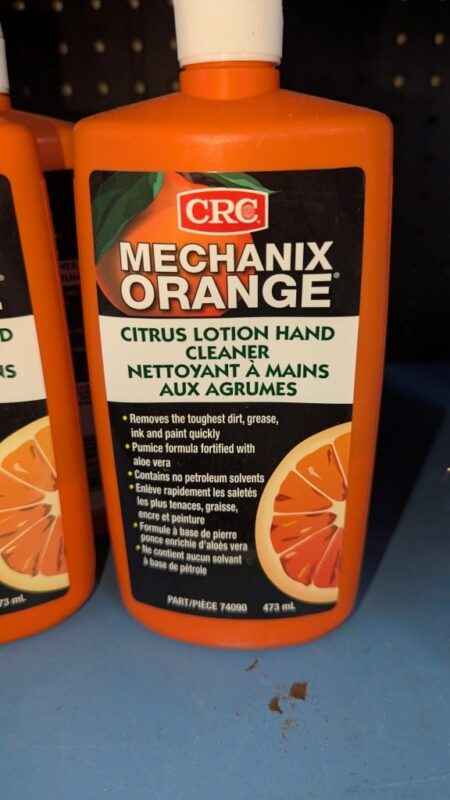 CRC
MECHANIX
ORANGE®
CITRUS LOTION HAND
CLEANER
NETTOYANT À MAINS
AUX AGRUMES
• Removes the toughest dirt, grease,
ink and paint quickly
• Pumice formula fortified with
aloe vera
• Contains no petroleum solvents
• Enlève rapidement les saletés
les plus tenaces, graisse,
encre et peinture
• Formule à base de pierre
ponce enrichie d'aloès vera
• Ne contient aucun solvant
à base de pétrole
PART/PIÈCE 74090 473 mL
D
NS
73 mL